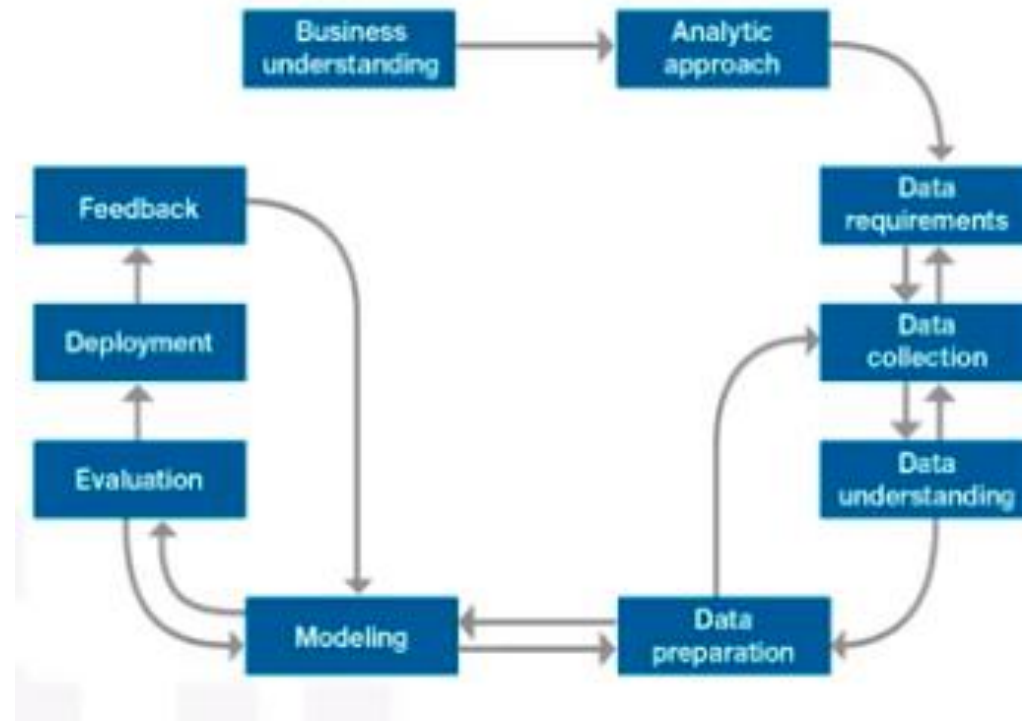 Business
understanding
Analytic
approach
Data
requirements
Data
collection
Data
understanding
Data
preparation
Modeling
Evaluation
Deployment
Feedback